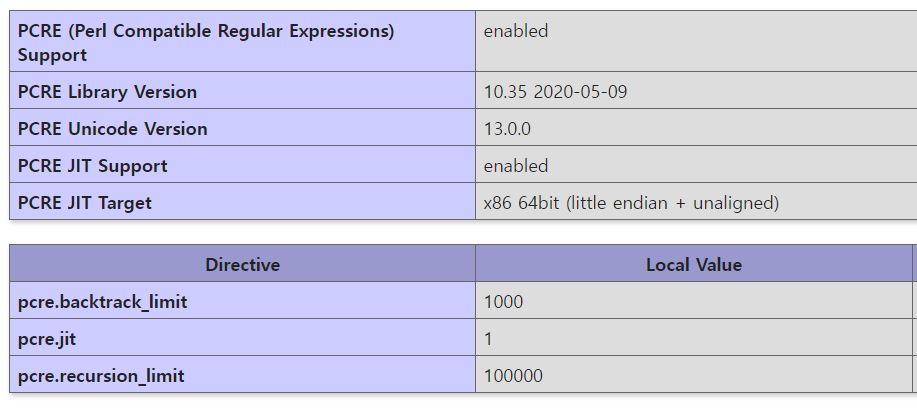 PCRE (Perl Compatible Regular Expressions) Support enabled
PCRE Library Version 10.35 2020-05-09
PCRE Unicode Version 13.0.0
PCRE JIT Support enabled
PCRE JIT Target x86 64bit (little endian + unaligned)
Directive Local Value
pcre.backtrack_limit 1000
pcre.jit 1
pcre.recursion_limit 100000